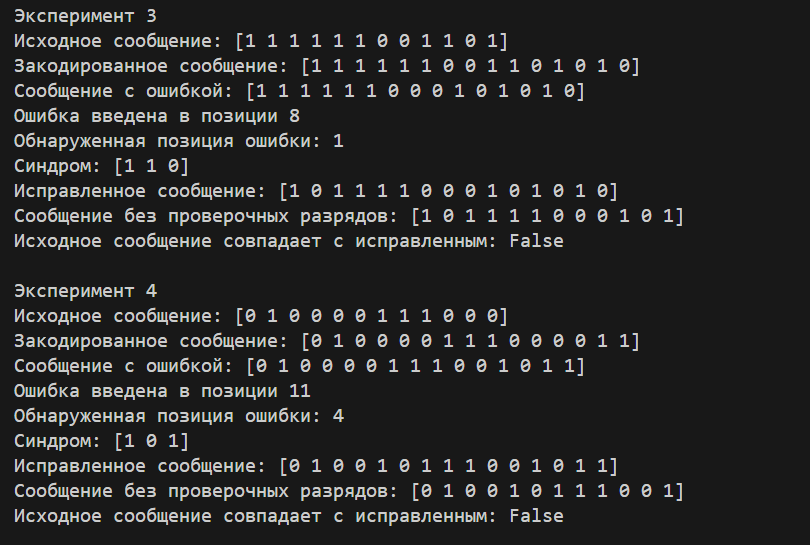 Эксперимент 3
Исходное сообщение: [1 1 1 1 1 1 0 0 1 1 0 1]
Закодированное сообщение: [1 1 1 1 1 1 0 0 1 1 0 1 0 1 0]
Сообщение с ошибкой: [1 1 1 1 1 1 0 0 0 1 0 1 0 1 0]
Ошибка введена в позиции 8
Обнаруженная позиция ошибки: 1
Синдром: [1 1 0]
Исправленное сообщение: [1 0 1 1 1 1 0 0 0 1 0 1 0 1 0]
Сообщение без проверочных разрядов: [1 0 1 1 1 1 0 0 0 1 0 1]
Исходное сообщение совпадает с исправленным: False
Эксперимент 4
Исходное сообщение: [0 1 0 0 0 0 1 1 1 0 0 0]
Закодированное сообщение: [0 1 0 0 0 0 1 1 1 0 0 0 0 1 1]
Сообщение с ошибкой: [0 1 0 0 0 0 1 1 1 0 0 1 0 1 1]
Ошибка введена в позиции 11
Обнаруженная позиция ошибки: 4
Синдром: [1 0 1]
Исправленное сообщение: [0 1 0 0 1 0 1 1 1 0 0 1 0 1 1]
Сообщение без проверочных разрядов: [0 1 0 0 1 0 1 1 1 0 0 1]
Исходное сообщение совпадает с исправленным: False